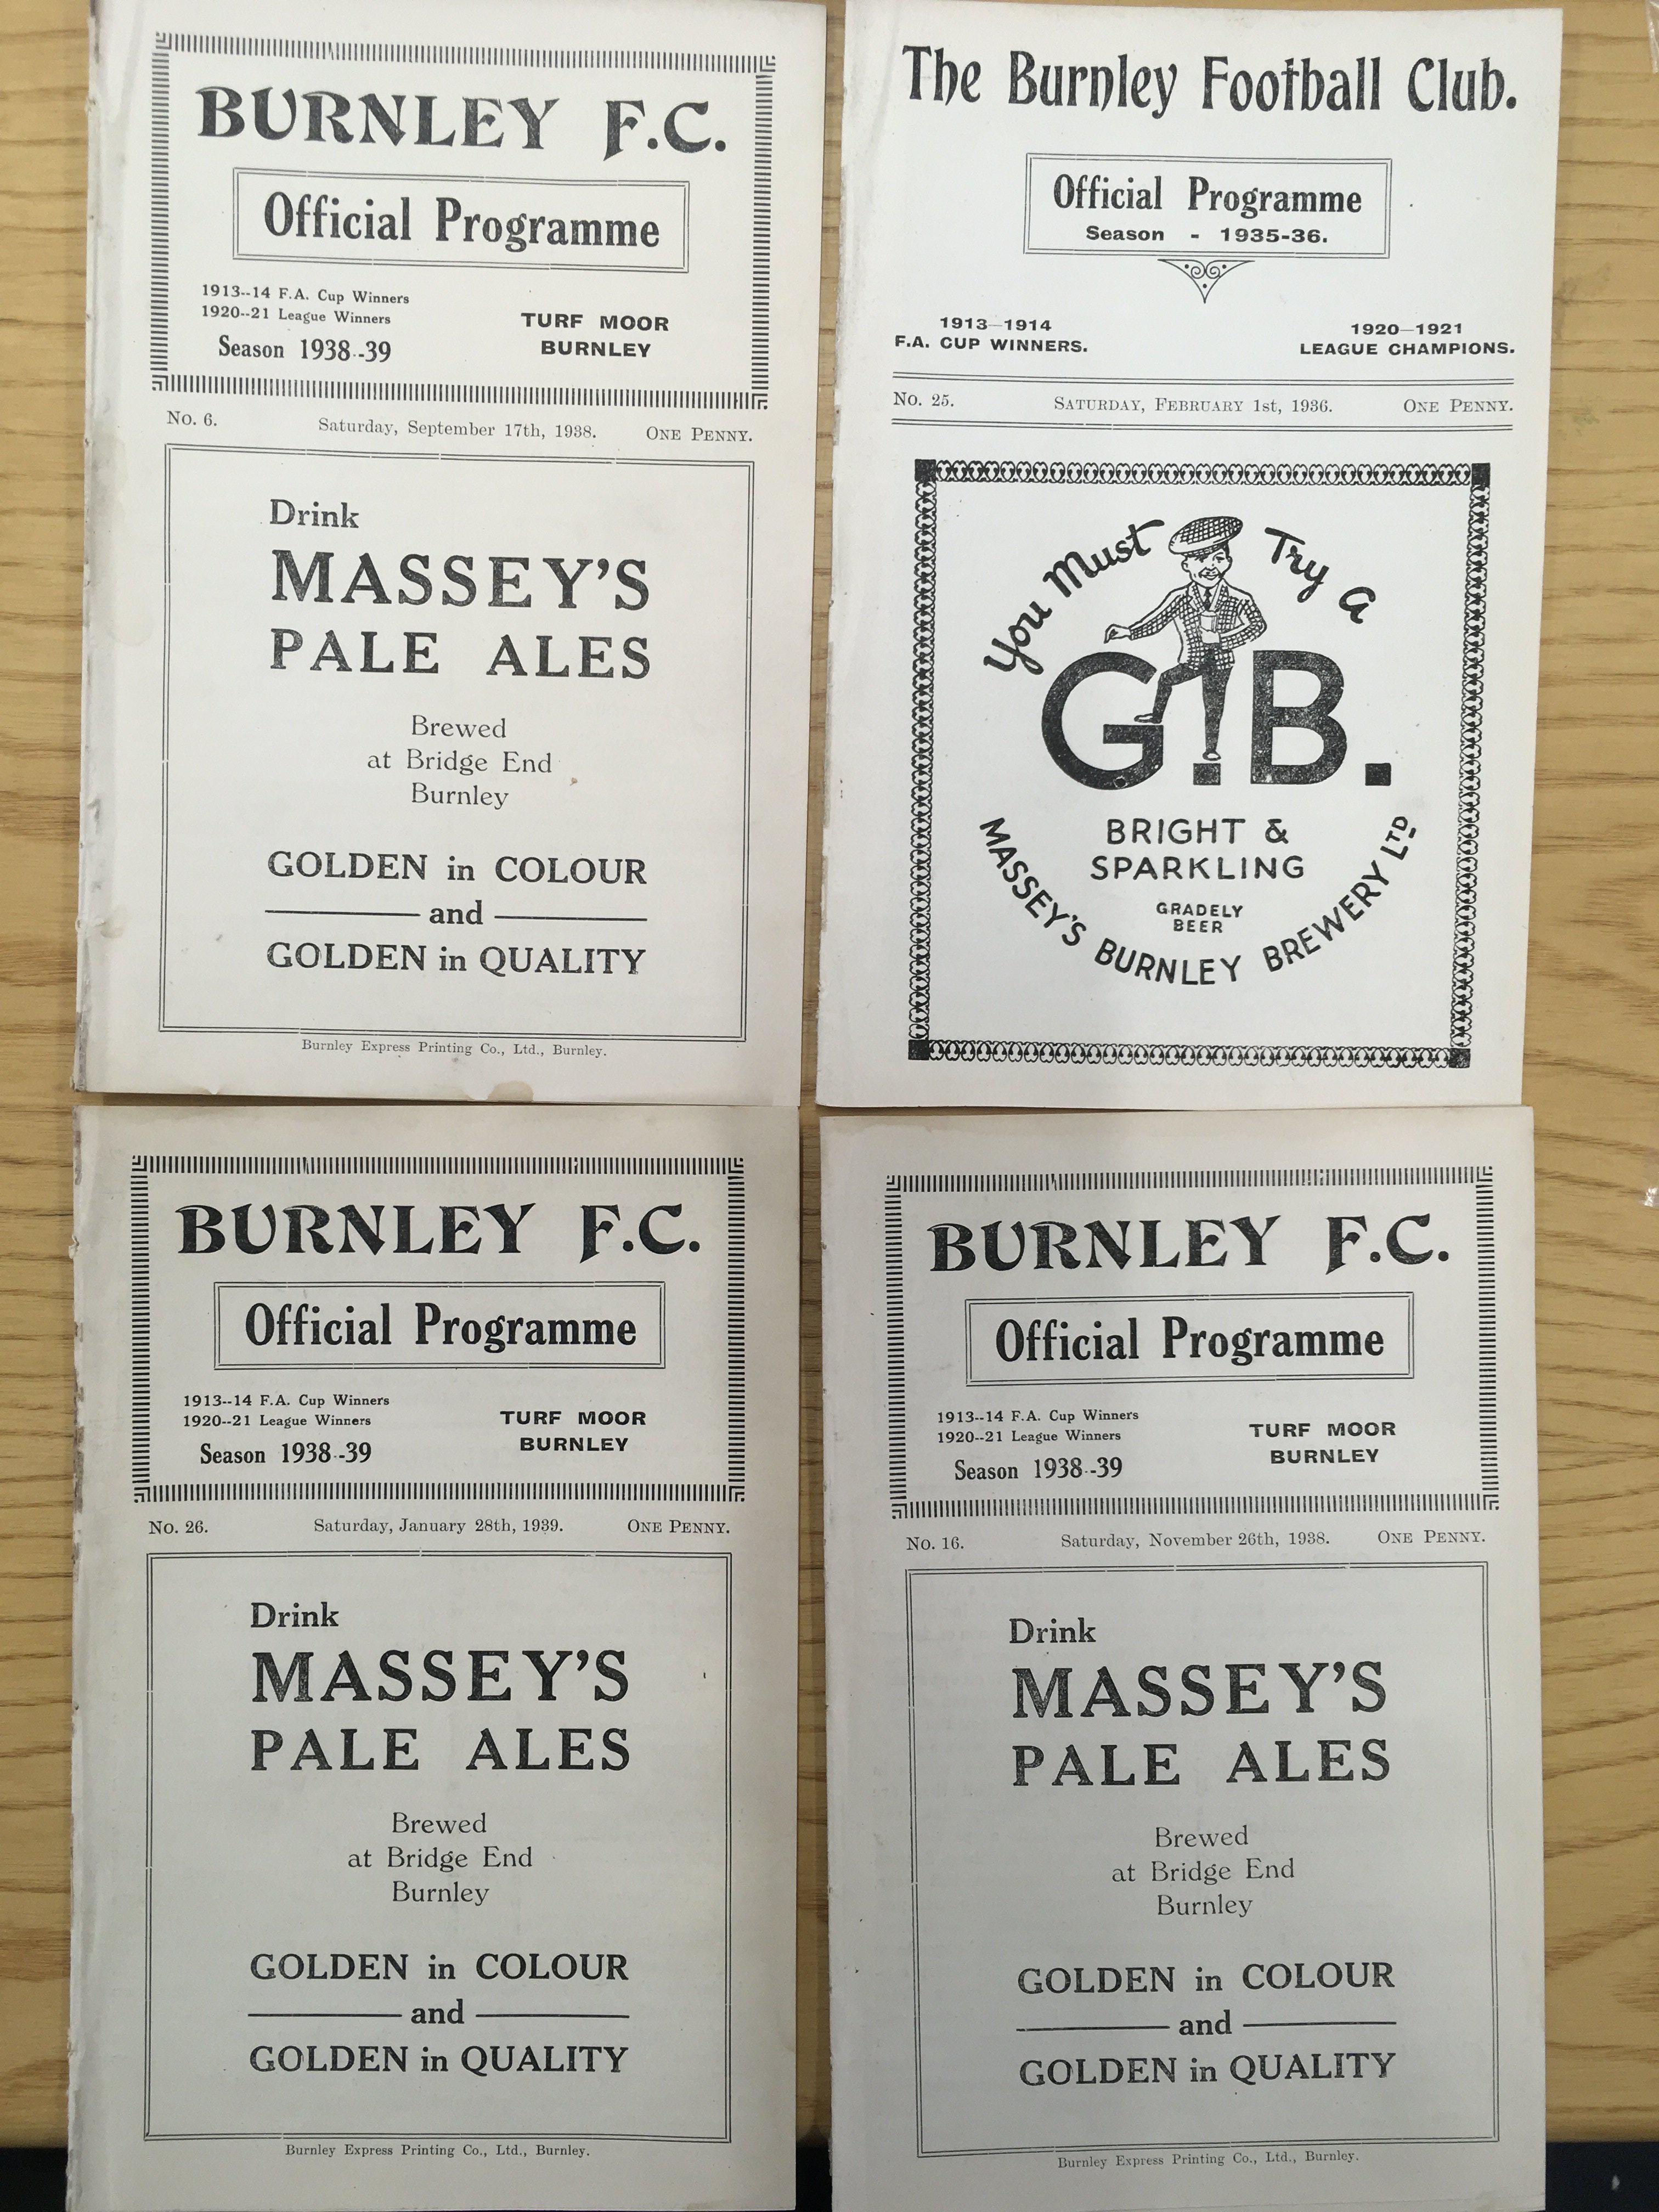 BURNLEY F.C.
Official Programme
1913--14 F.A. Cup Winners
1920--21 League Winners
Season 1938--39
TURF MOOR
BURNLEY
No. 6. Saturday, September 17th, 1938. ONE PENNY.
Drink
MASSEY'S
PALE ALES
Brewed
at Bridge End
Burnley
GOLDEN in COLOUR
and
GOLDEN in QUALITY
Burnley Express Printing Co., Ltd., Burnley.
The Burnley Football Club.
Official Programme
Season - 1935-36.
1913-1914
F.A. CUP WINNERS.
1920-1921
LEAGUE CHAMPIONS.
No. 25. SATURDAY, FEBRUARY 1st, 1936. ONE PENNY.
You Must Try A
G.B.
BRIGHT &
SPARKLING
GRADELY
BEER
MASSEY'S BURNLEY BREWERY LTD
BURNLEY F.C.
Official Programme
1913--14 F.A. Cup Winners
1920--21 League Winners
Season 1938--39
TURF MOOR
BURNLEY
No. 26. Saturday, January 28th, 1939. ONE PENNY.
Drink
MASSEY'S
PALE ALES
Brewed
at Bridge End
Burnley
GOLDEN in COLOUR
and
GOLDEN in QUALITY
Burnley Express Printing Co., Ltd., Burnley.
BURNLEY F.C.
Official Programme
1913--14 F.A. Cup Winners
1920--21 League Winners
Season 1938--39
TURF MOOR
BURNLEY
No. 16. Saturday, November 26th, 1938. ONE PENNY.
Drink
MASSEY'S
PALE ALES
Brewed
at Bridge End
Burnley
GOLDEN in COLOUR
and
GOLDEN in QUALITY
Burnley Express Printing Co., Ltd., Burnley.